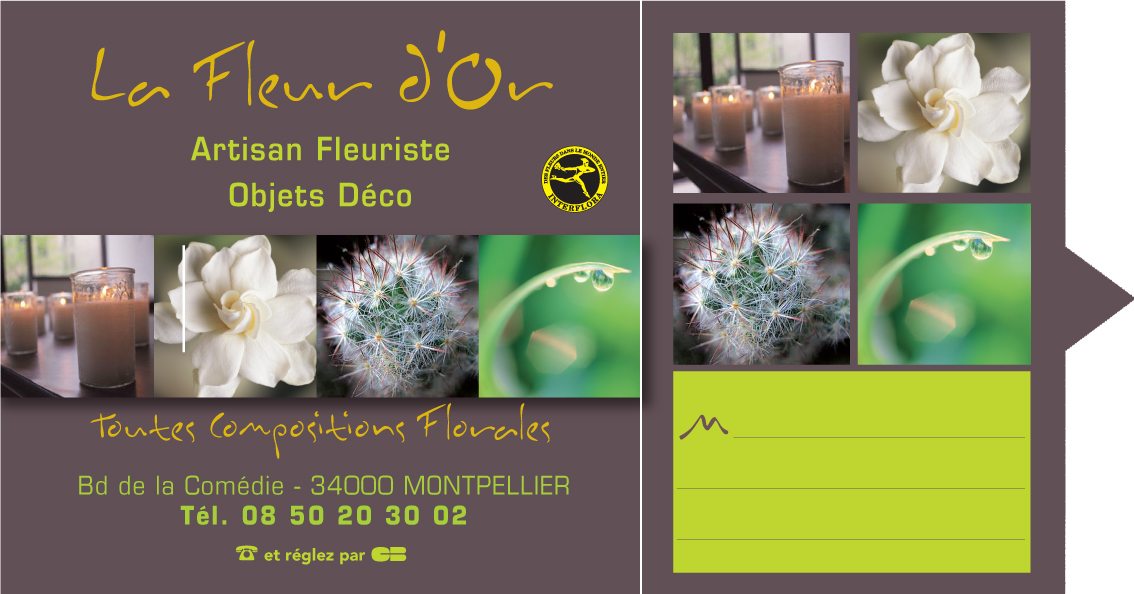 La Fleur d'Or
Artisan Fleuriste
Objets Déco
INTERFLORA
Toutes Compositions Florales
Bd de la Comédie - 34000 MONTPELLIER
Tél. 08 50 20 30 02
et réglez par CB
M